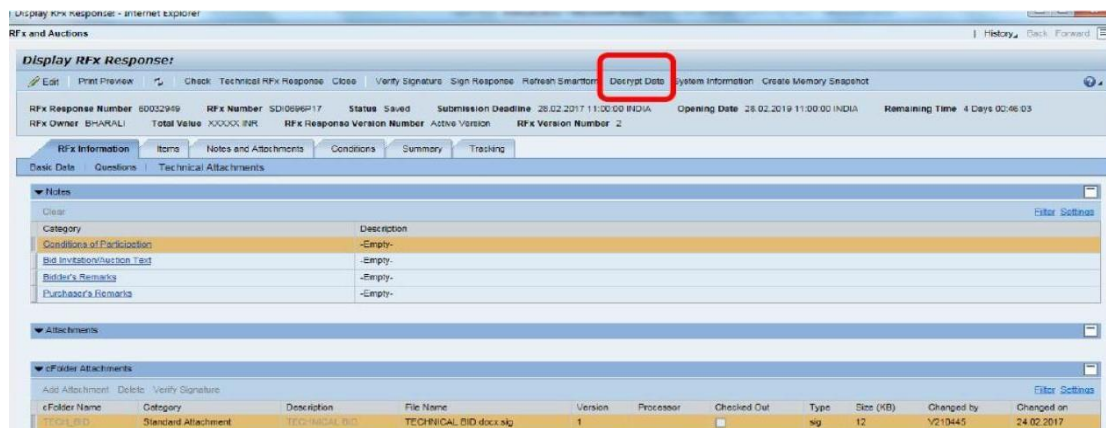 Display RFx Response: - Internet Explorer
RFx and Auctions History Back Forward
Display RFx Response:
Edit Print Preview Check Technical RFx Response Close Verify Signature Sign Response Refresh Smartform Decrypt Data System Information Create Memory Snapshot
RFx Response Number 60032949 RFx Number SDI0696P17 Status Saved Submission Deadline 28.02.2017 11:00:00 INDIA Opening Date 28.02.2019 11:00:00 INDIA Remaining Time 4 Days 00:46:03
RFx Owner BHARALI Total Value XXXXX INR RFx Response Version Number Active Version RFx Version Number 2
RFx Information Items Notes and Attachments Conditions Summary Tracking
Basic Data Questions Technical Attachments
Notes
Clear Filter Settings
Category Description
Conditions of Participation -Empty-
Bid Invitation/Auction Text -Empty-
Bidder's Remarks -Empty-
Purchaser's Remarks -Empty-
Attachments
cFolder Attachments
Add Attachment Delete Verify Signature Filter Settings
cFolder Name Category Description File Name Version Processor Checked Out Type Size (KB) Changed by Changed on
TECH_BID Standard Attachment TECHNICAL BID TECHNICAL BID.docx.sig 1 sig 12 V210445 24.02.2017